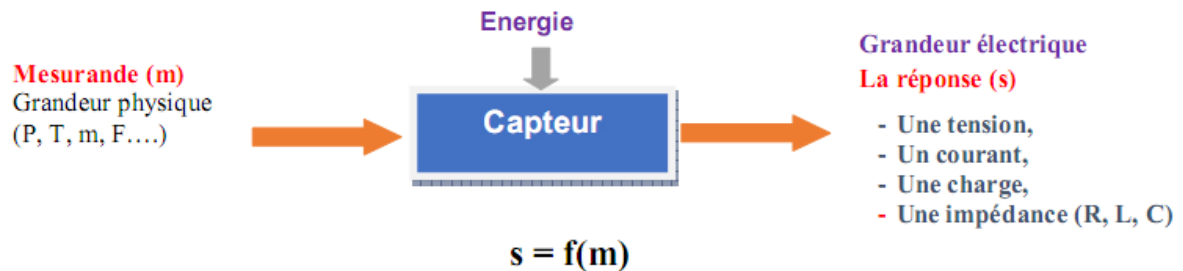 Energie
Mesurande (m)
Grandeur physique
(P, T, m, F….)
Capteur
Grandeur électrique
La réponse (s)
- Une tension,
- Un courant,
- Une charge,
- Une impédance (R, L, C)
s = f(m)